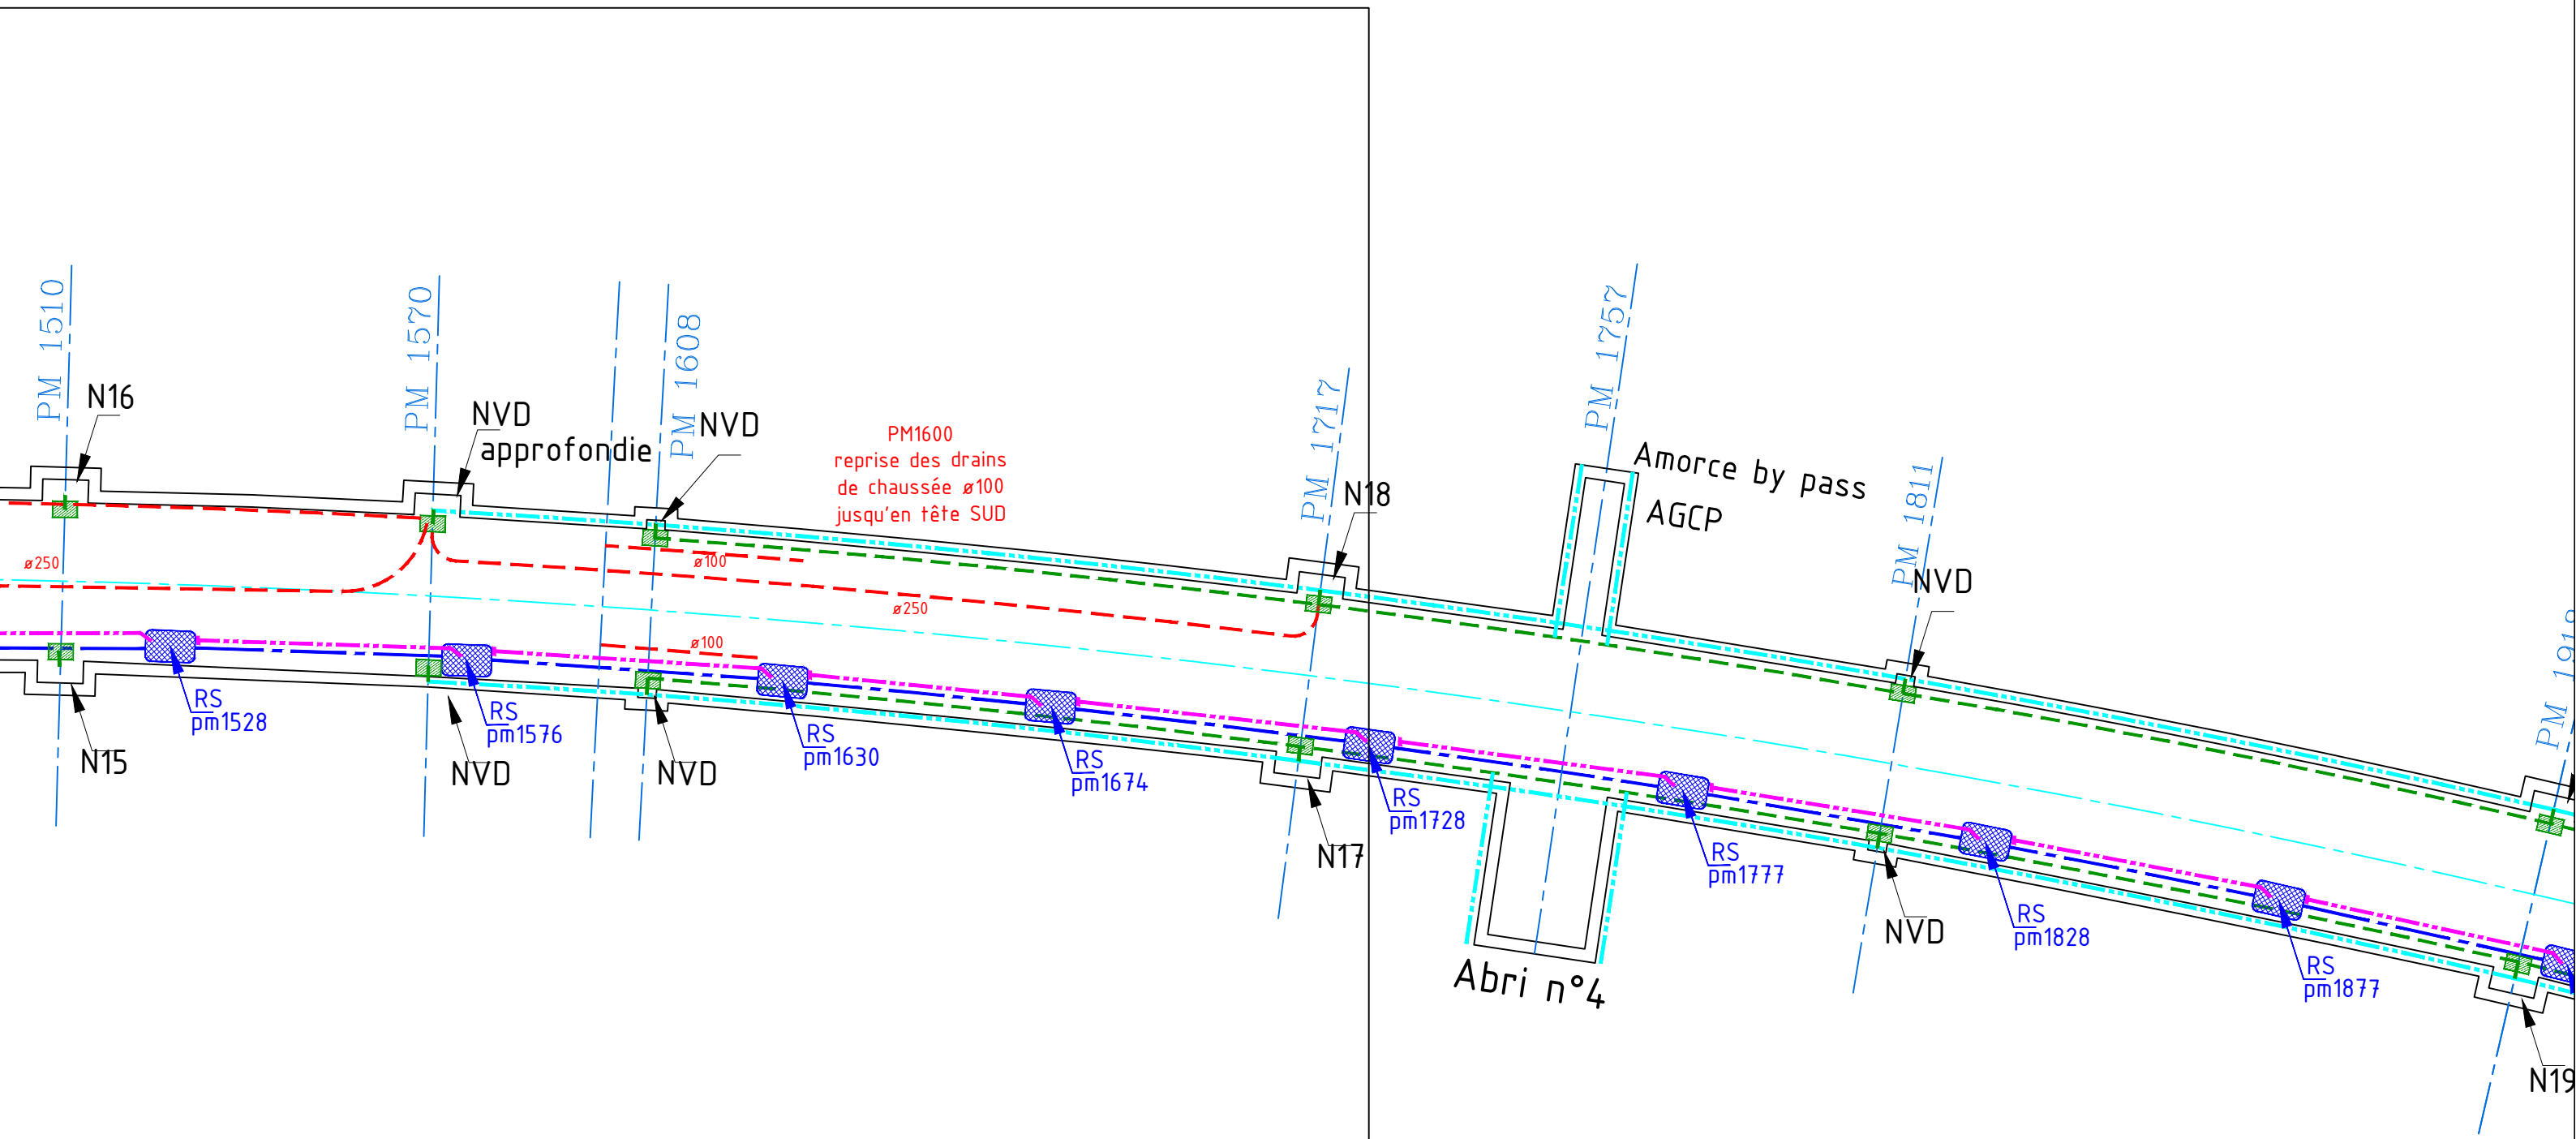 PM 1510
N16
PM 1570
NVD
approfondie
PM 1608
NVD
PM1600
reprise des drains
de chaussée ø100
jusqu'en tête SUD
PM 1717
N18
PM 1757
Amorce by pass
AGCP
PM 1811
NVD
ø250
ø100
ø250
ø100
N15
RS
pm1528
NVD
RS
pm1576
NVD
RS
pm1630
RS
pm1674
N17
RS
pm1728
Abri n°4
RS
pm1777
NVD
RS
pm1828
RS
pm1877
N19